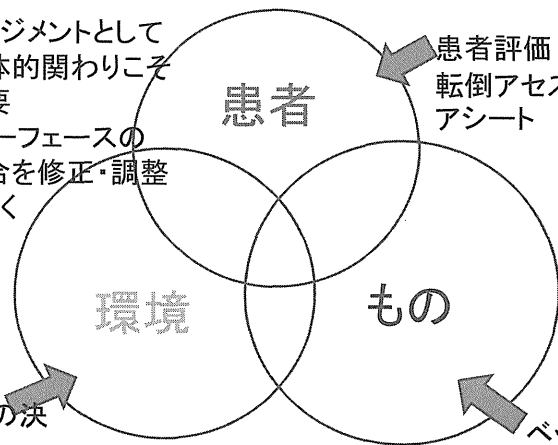 ジメントとして
体的関わりこそ
要
ーフェースの
合を修正・調整
く
患者
患者評価
転倒アセス
アシート
環境
もの
の決
ベッ